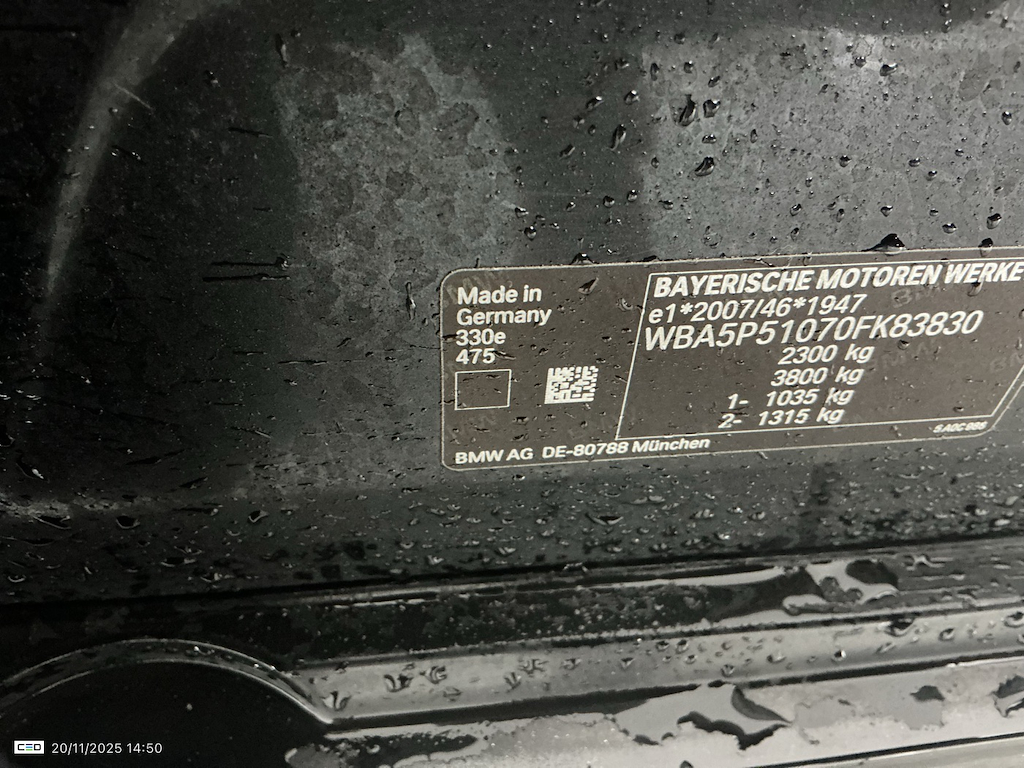 Made in
Germany
330e
475
BMW AG DE-80788 München
BAYERISCHE MOTOREN WERKE
e1*2007/46*1947
WBA5P51070FK83830
2300 kg
3800 kg
1- 1035 kg
2- 1315 kg
CEO 20/11/2025 14:50